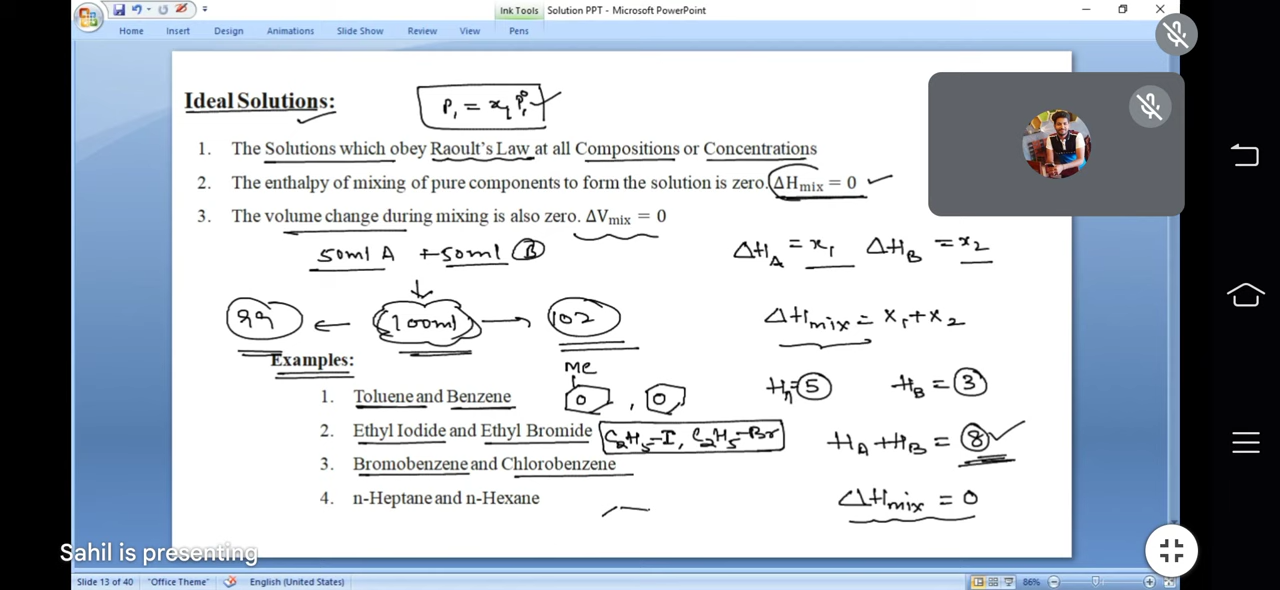 Ink Tools
Solution PPT - Microsoft PowerPoint
Home Insert Design Animations Slide Show Review View Pens
Ideal Solutions:
P₁ = x₁ P₁°
1. The Solutions which obey Raoult's Law at all Compositions or Concentrations
2. The enthalpy of mixing of pure components to form the solution is zero. ΔHmix = 0
3. The volume change during mixing is also zero. ΔVmix = 0
50ml A + 50ml B
ΔHA = x₁ ΔHB = x₂
99 ← 100ml → 102
ΔHmix = x₁ + x₂
Examples:
Me
1. Toluene and Benzene
HA = 5 HB = 3
2. Ethyl Iodide and Ethyl Bromide C₂H₅-I, C₂H₅-Br
HA + HB = 8
3. Bromobenzene and Chlorobenzene
4. n-Heptane and n-Hexane
ΔHmix = 0
Sahil is presenting
Slide 13 of 40 "Office Theme" English (United States) 86%